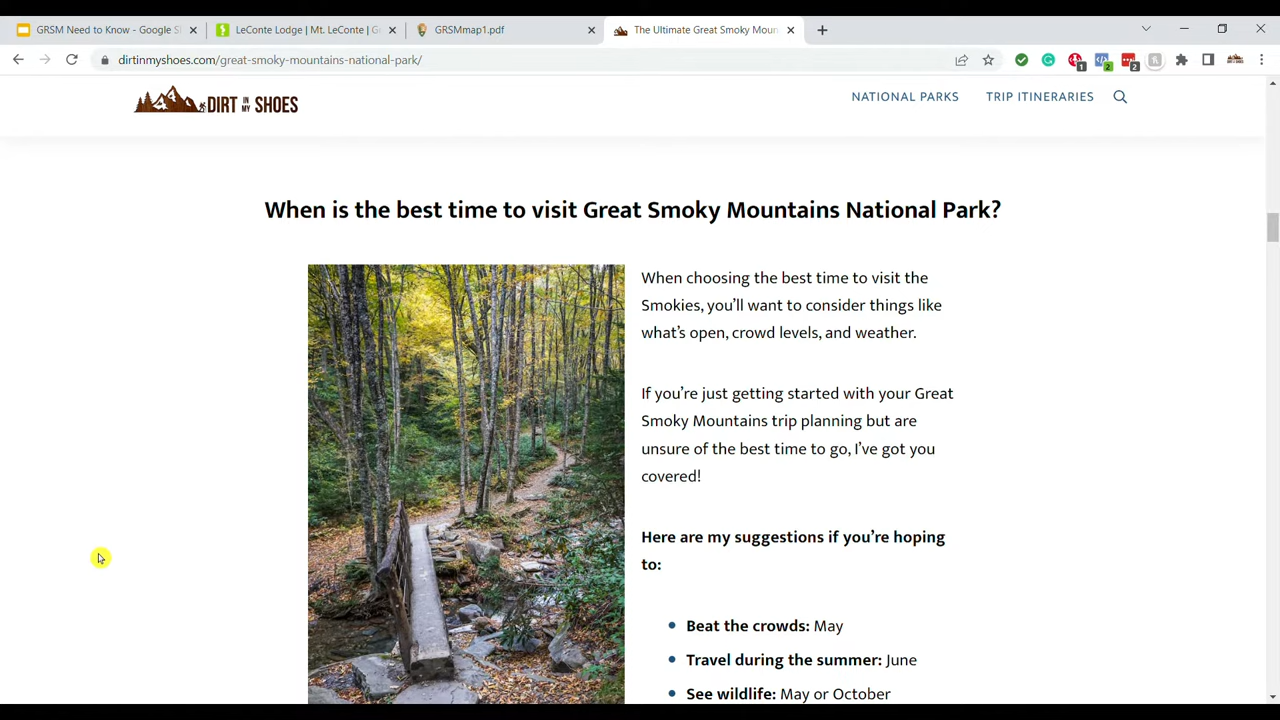 GRSM Need to Know - Google S
LeConte Lodge | Mt. LeConte | G
GRSMmap1.pdf
The Ultimate Great Smoky Moun
dirtinmyshoes.com/great-smoky-mountains-national-park/
1
2
2
DIRT IN MY SHOES
NATIONAL PARKS
TRIP ITINERARIES
When is the best time to visit Great Smoky Mountains National Park?
When choosing the best time to visit the
Smokies, you'll want to consider things like
what's open, crowd levels, and weather.
If you're just getting started with your Great
Smoky Mountains trip planning but are
unsure of the best time to go, I've got you
covered!
Here are my suggestions if you're hoping
to:
Beat the crowds: May
Travel during the summer: June
See wildlife: May or October